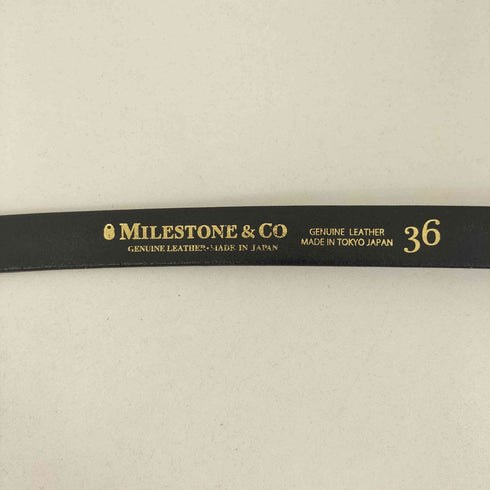 MILESTONE & CO
GENUINE LEATHER·MADE IN JAPAN
GENUINE LEATHER
MADE IN TOKYO JAPAN
36